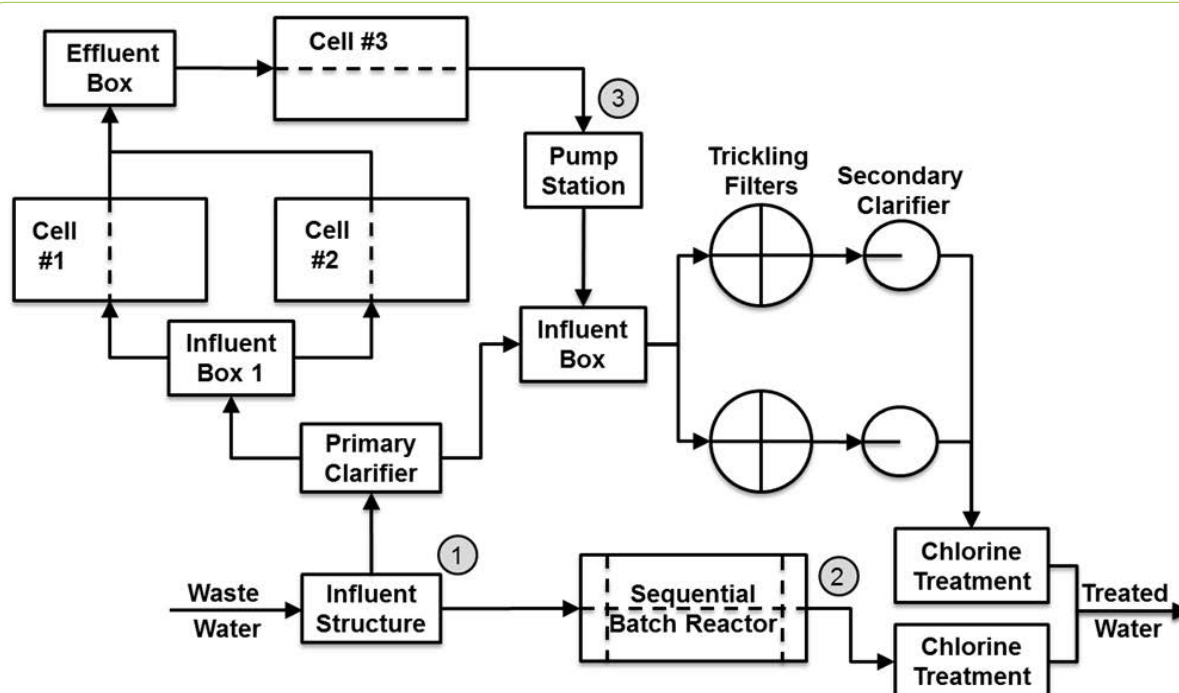 Cell #3
Effluent
Box
3
Pump
Station
Trickling
Filters
Secondary
Clarifier
Cell
#1
Cell
#2
Influent
Box 1
Influent
Box
Primary
Clarifier
1
2
Waste
Water
Influent
Structure
Sequential
Batch Reactor
Chlorine
Treatment
Treated
Water
Chlorine
Treatment